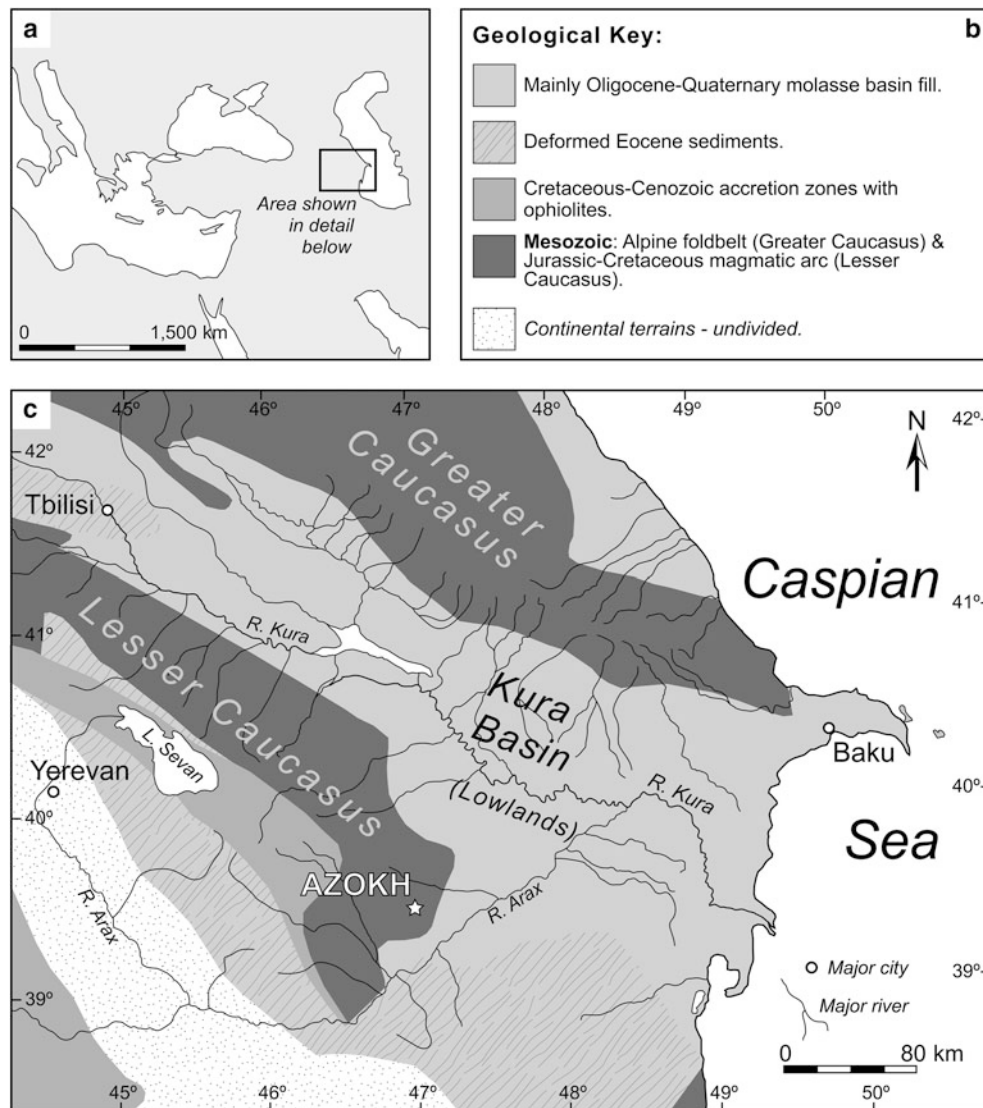 a
Area shown
in detail
below
0 1,500 km
b
Geological Key:
Mainly Oligocene-Quaternary molasse basin fill.
Deformed Eocene sediments.
Cretaceous-Cenozoic accretion zones with
ophiolites.
Mesozoic: Alpine foldbelt (Greater Caucasus) &
Jurassic-Cretaceous magmatic arc (Lesser
Caucasus).
Continental terrains - undivided.
c
45º 46º 47º 48º 49º 50º 42º
N
42º
Greater
Caucasus
Tbilisi
Caspian
41º
41º
R. Kura
Lesser Caucasus
Kura
Basin
(Lowlands)
L. Sevan
Baku
Yerevan
R. Kura
40º
40º
Sea
AZOKH
R. Arax
R. Arax
39º
Major city
39º
Major river
0 80 km
45º 46º 47º 48º 49º 50º